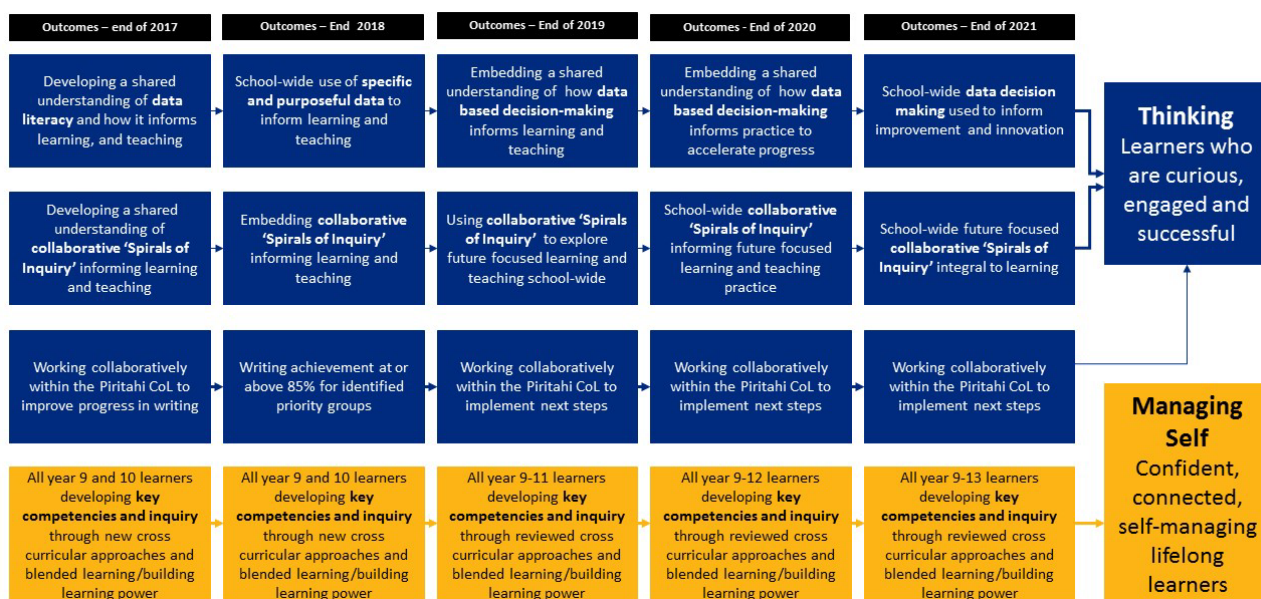 Outcomes – end of 2017
Outcomes – End 2018
Outcomes – End of 2019
Outcomes - End of 2020
Outcomes – End of 2021
Developing a shared
understanding of data
literacy and how it informs
learning, and teaching
School-wide use of specific
and purposeful data to
inform learning and
teaching
Embedding a shared
understanding of how data
based decision-making
informs learning and
teaching
Embedding a shared
understanding of how data
based decision-making
informs practice to
accelerate progress
School-wide data decision
making used to inform
improvement and innovation
Thinking
Learners who
are curious,
engaged and
successful
Developing a shared
understanding of
collaborative ‘Spirals of
Inquiry’ informing learning
and teaching
Embedding collaborative
‘Spirals of Inquiry’
informing learning and
teaching
Using collaborative ‘Spirals
of Inquiry’ to explore
future focused learning and
teaching school-wide
School-wide collaborative
‘Spirals of Inquiry’
informing future focused
learning and teaching
practice
School-wide future focused
collaborative ‘Spirals of
Inquiry’ integral to learning
Working collaboratively
within the Piritahi CoL to
improve progress in writing
Writing achievement at or
above 85% for identified
priority groups
Working collaboratively
within the Piritahi CoL to
implement next steps
Working collaboratively
within the Piritahi CoL to
implement next steps
Working collaboratively
within the Piritahi CoL to
implement next steps
All year 9 and 10 learners
developing key
competencies and inquiry
through new cross
curricular approaches and
blended learning/building
learning power
All year 9 and 10 learners
developing key
competencies and inquiry
through new cross
curricular approaches and
blended learning/building
learning power
All year 9-11 learners
developing key
competencies and inquiry
through reviewed cross
curricular approaches and
blended learning/building
learning power
All year 9-12 learners
developing key
competencies and inquiry
through reviewed cross
curricular approaches and
blended learning/building
learning power
All year 9-13 learners
developing key
competencies and inquiry
through reviewed cross
curricular approaches and
blended learning/building
learning power
Managing
Self
Confident,
connected,
self-managing
lifelong
learners